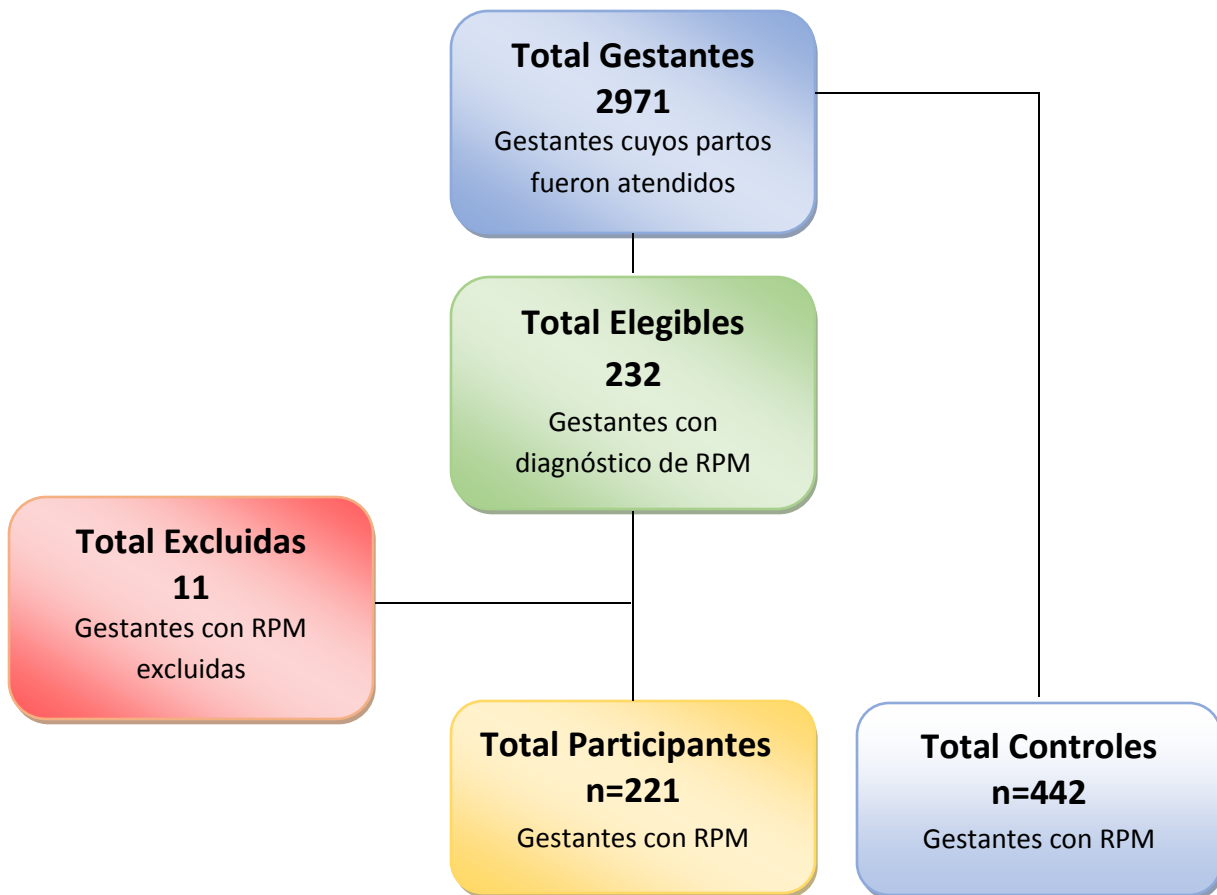 Total Gestantes
2971
Gestantes cuyos partos
fueron atendidos
Total Elegibles
232
Gestantes con
diagnóstico de RPM
Total Excluidas
11
Gestantes con RPM
excluidas
Total Participantes
n=221
Gestantes con RPM
Total Controles
n=442
Gestantes con RPM